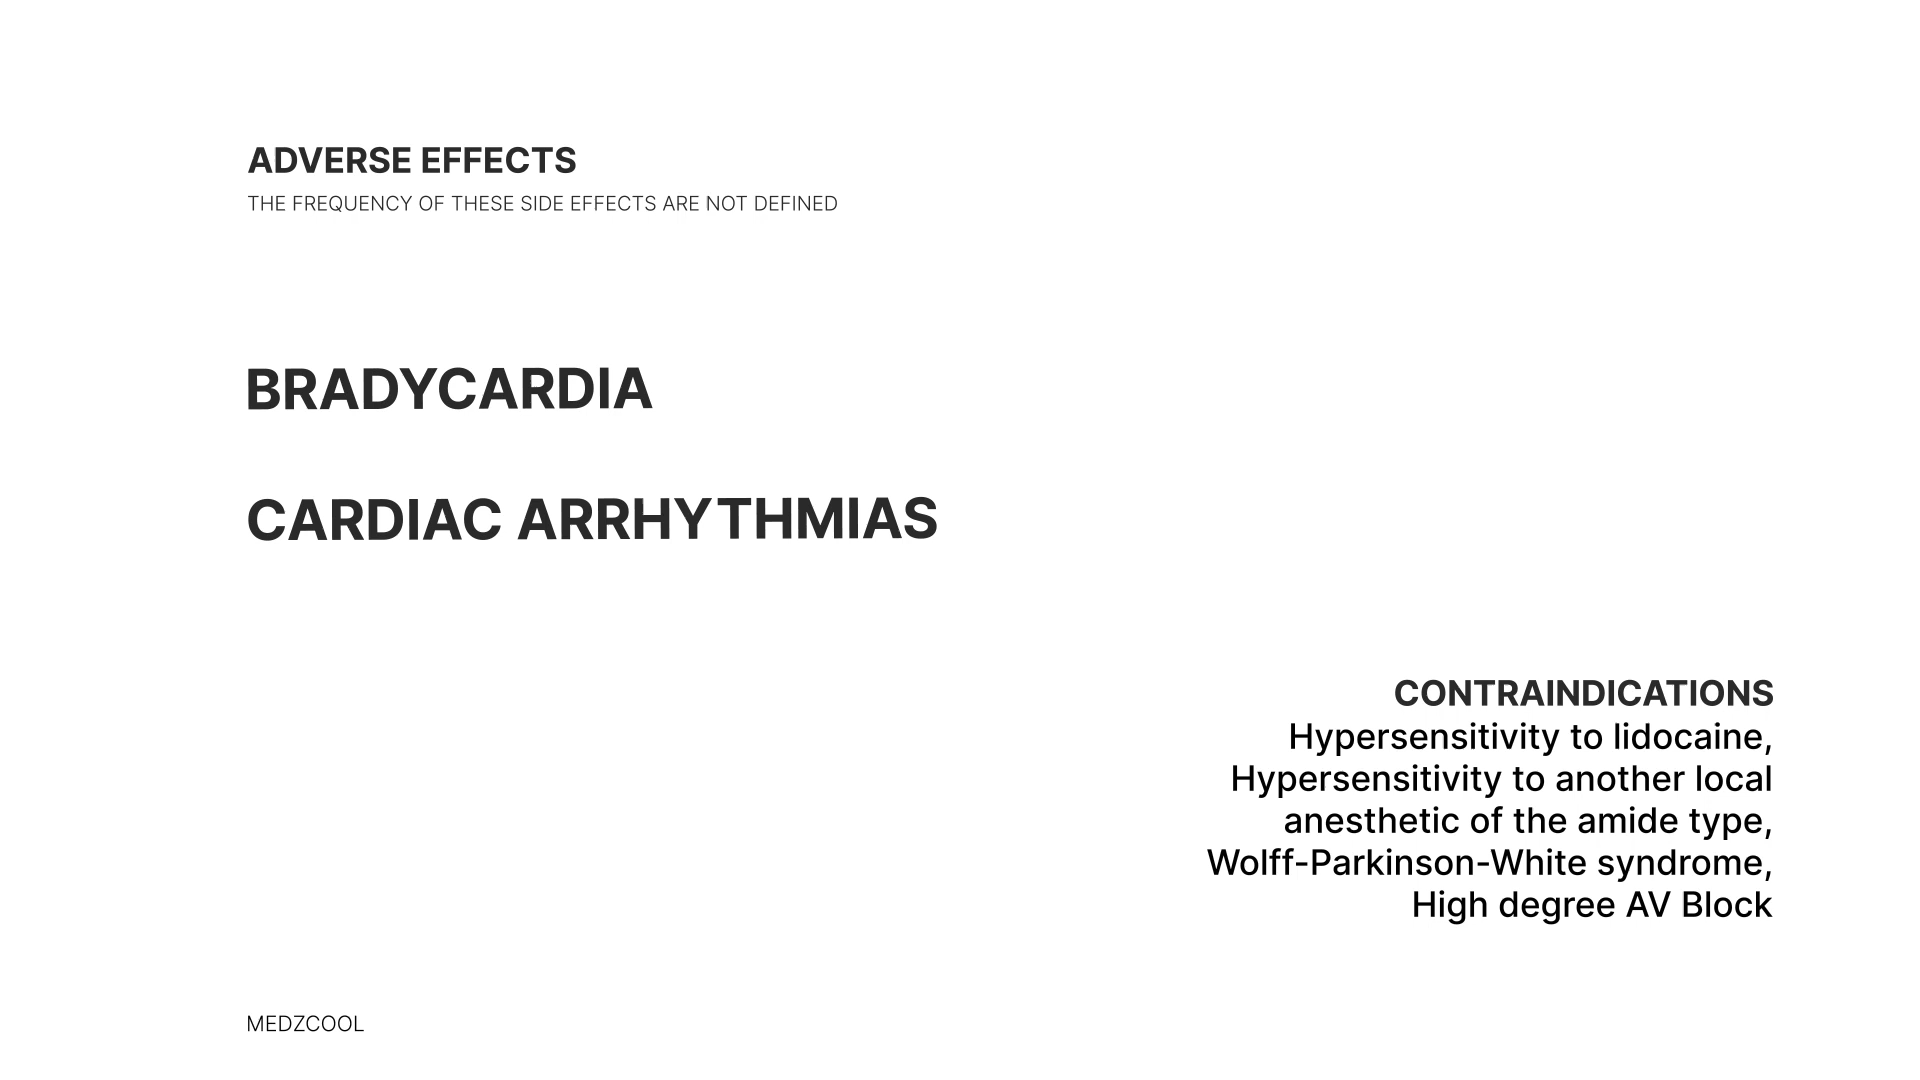 ADVERSE EFFECTS
THE FREQUENCY OF THESE SIDE EFFECTS ARE NOT DEFINED
BRADYCARDIA
CARDIAC ARRHYTHMIAS
CONTRAINDICATIONS
Hypersensitivity to lidocaine,
Hypersensitivity to another local
anesthetic of the amide type,
Wolff-Parkinson-White syndrome,
High degree AV Block
MEDZCOOL